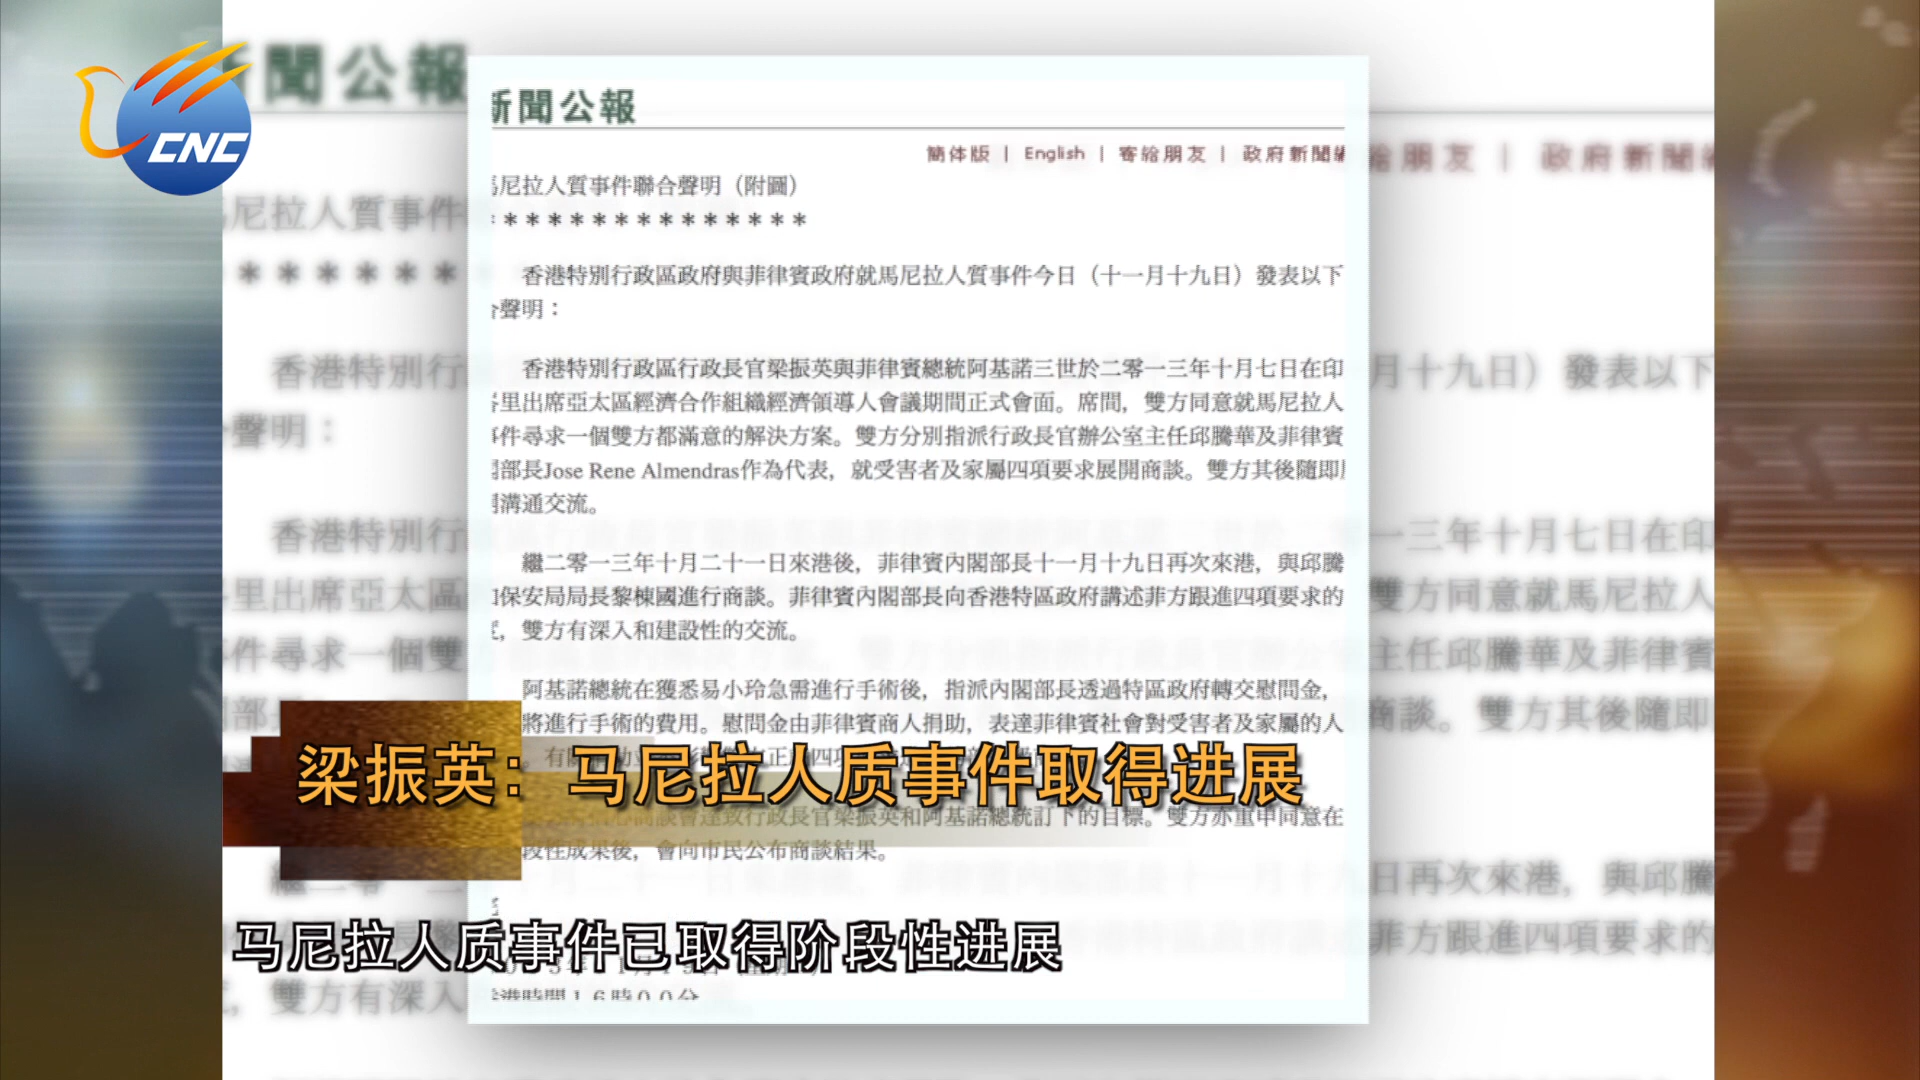 CNC
新聞公報
簡体版 | English | 寄給朋友 | 政府新聞
馬尼拉人質事件聯合聲明（附圖）
* * * * * * * * * * * * * *
香港特別行政區政府與菲律賓政府就馬尼拉人質事件今日（十一月十九日）發表以下
聲明：
香港特別行政區行政長官梁振英與菲律賓總統阿基諾三世於二零一三年十月七日在印
里出席亞太區經濟合作組織經濟領導人會議期間正式會面。席間，雙方同意就馬尼拉人
事件尋求一個雙方都滿意的解決方案。雙方分別指派行政長官辦公室主任邱騰華及菲律賓
部長Jose Rene Almendras作為代表，就受害者及家屬四項要求展開商談。雙方其後隨即
溝通交流。
繼二零一三年十月二十一日來港後，菲律賓內閣部長十一月十九日再次來港，與邱騰
保安局局長黎棟國進行商談。菲律賓內閣部長向香港特區政府講述菲方跟進四項要求的
，雙方有深入和建設性的交流。
阿基諾總統在獲悉易小玲急需進行手術後，指派內閣部長透過特區政府轉交慰問金，
將進行手術的費用。慰問金由菲律賓商人捐助，表達菲律賓社會對受害者及家屬的人
梁振英：马尼拉人质事件取得进展
商談會達致行政長官梁振英和阿基諾總統訂下的目標。雙方亦重申同意在
段性成果後，會向市民公布商談結果。
马尼拉人质事件已取得阶段性进展
港時間１６時００分